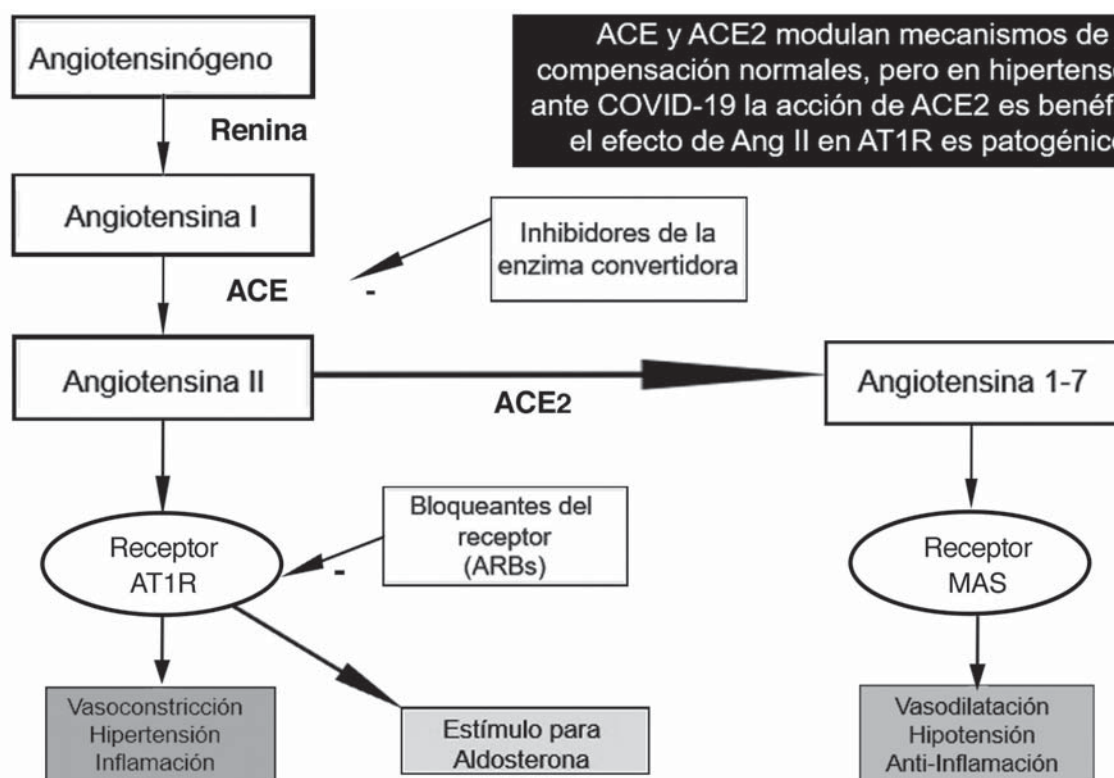 Angiotensinógeno
ACE y ACE2 modulan mecanismos de
compensación normales, pero en
ante COVID-19 la acción de ACE2 es
el efecto de Ang II en AT1R es
Renina
Angiotensina I
Inhibidores de la
enzima convertidora
ACE
-
Angiotensina II
ACE2
Angiotensina 1-7
Bloqueantes del
receptor
(ARBs)
-
Receptor
AT1R
Receptor
MAS
Vasoconstricción
Hipertensión
Inflamación
Estímulo para
Aldosterona
Vasodilatación
Hipotensión
Anti-Inflamación